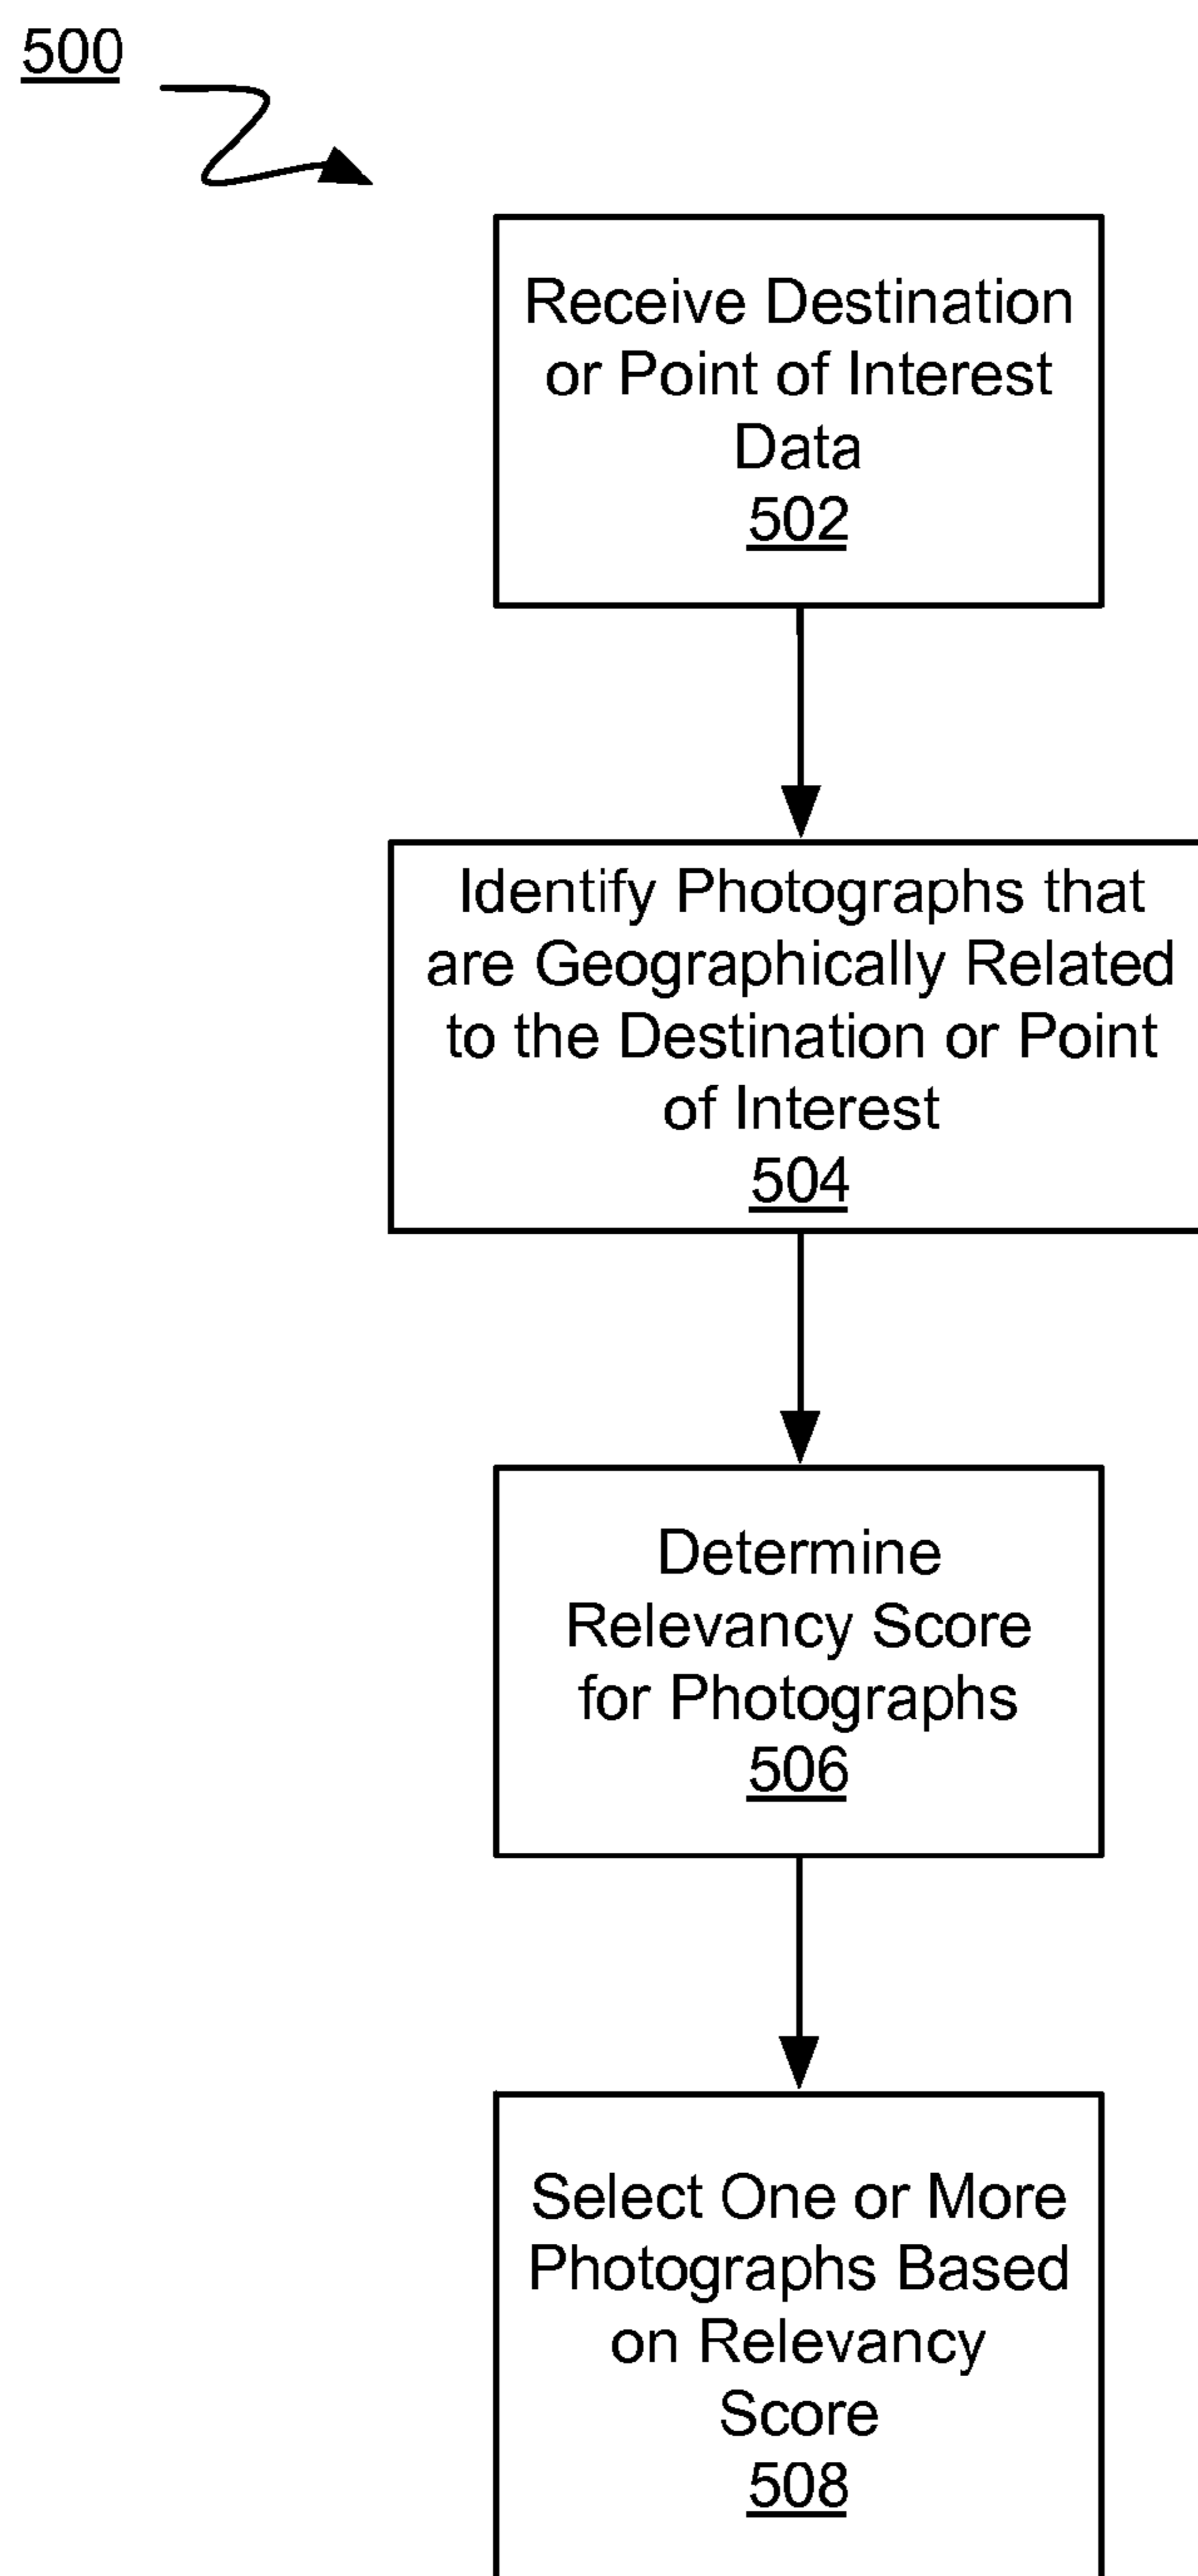 500
Receive Destination
or Point of Interest
Data
502
Identify Photographs that
are Geographically Related
to the Destination or Point
of Interest
504
Determine
Relevancy Score
for Photographs
506
Select One or More
Photographs Based
on Relevancy
Score
508